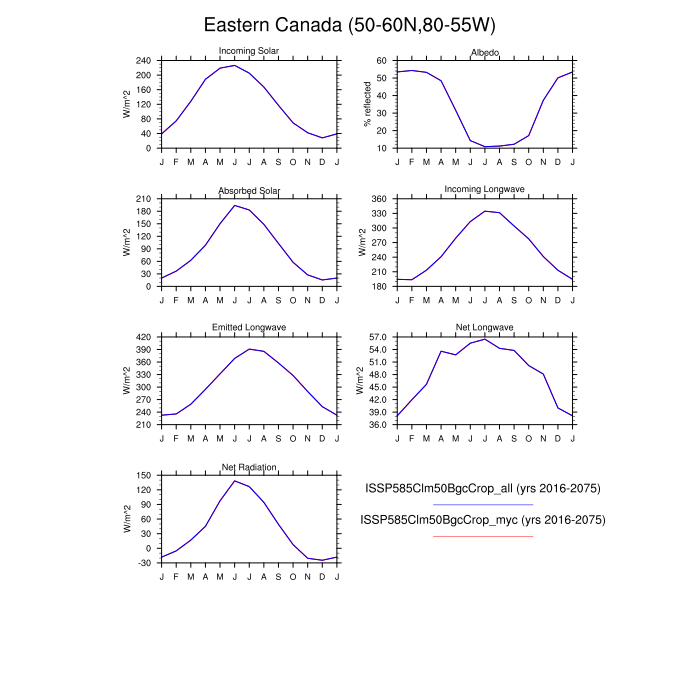 Eastern Canada (50-60N,80-55W)
Incoming Solar
W/m^2
240
200
160
120
80
40
0
J F M A M J J A S O N D J
Albedo
% reflected
60
50
40
30
20
10
J F M A M J J A S O N D J
Absorbed Solar
W/m^2
210
180
150
120
90
60
30
0
J F M A M J J A S O N D J
Incoming Longwave
W/m^2
360
330
300
270
240
210
180
J F M A M J J A S O N D J
Emitted Longwave
W/m^2
420
390
360
330
300
270
240
210
J F M A M J J A S O N D J
Net Longwave
W/m^2
57.0
54.0
51.0
48.0
45.0
42.0
39.0
36.0
J F M A M J J A S O N D J
Net Radiation
W/m^2
150
120
90
60
30
0
-30
J F M A M J J A S O N D J
ISSP585Clm50BgcCrop_all (yrs 2016-2075)
ISSP585Clm50BgcCrop_myc (yrs 2016-2075)